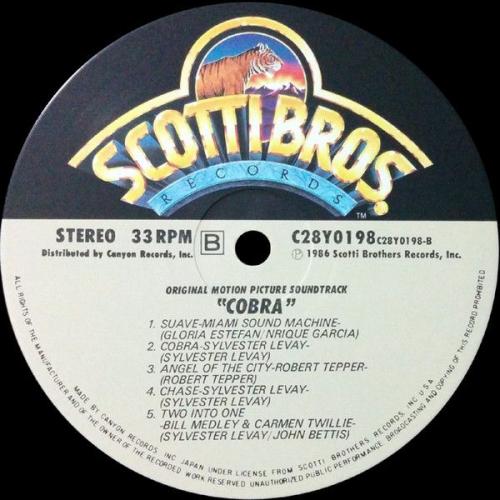 SCOTTI BROS.
RECORDS
TM
STEREO 33 RPM B C28Y0198 C28Y0198-B
Distributed by Canyon Records, Inc. ℗ 1986 Scotti Brothers Records, Inc.
ORIGINAL MOTION PICTURE SOUNDTRACK
"COBRA"
1. SUAVE-MIAMI SOUND MACHINE-
(GLORIA ESTEFAN/NRIQUE GARCIA)
2. COBRA-SYLVESTER LEVAY-
(SYLVESTER LEVAY)
3. ANGEL OF THE CITY-ROBERT TEPPER-
(ROBERT TEPPER)
4. CHASE-SYLVESTER LEVAY-
(SYLVESTER LEVAY)
5. TWO INTO ONE
-BILL MEDLEY & CARMEN TWILLIE-
(SYLVESTER LEVAY/JOHN BETTIS)
MADE BY CANYON RECORDS, INC. JAPAN UNDER LICENSE FROM SCOTTI BROTHERS RECORDS, INC. U.S.A.
ALL RIGHTS OF THE MANUFACTURER AND OF THE OWNER OF THE RECORDED WORK RESERVED UNAUTHORIZED PUBLIC PERFORMANCE BROADCASTING AND COPYING OF THIS RECORD PROHIBITED